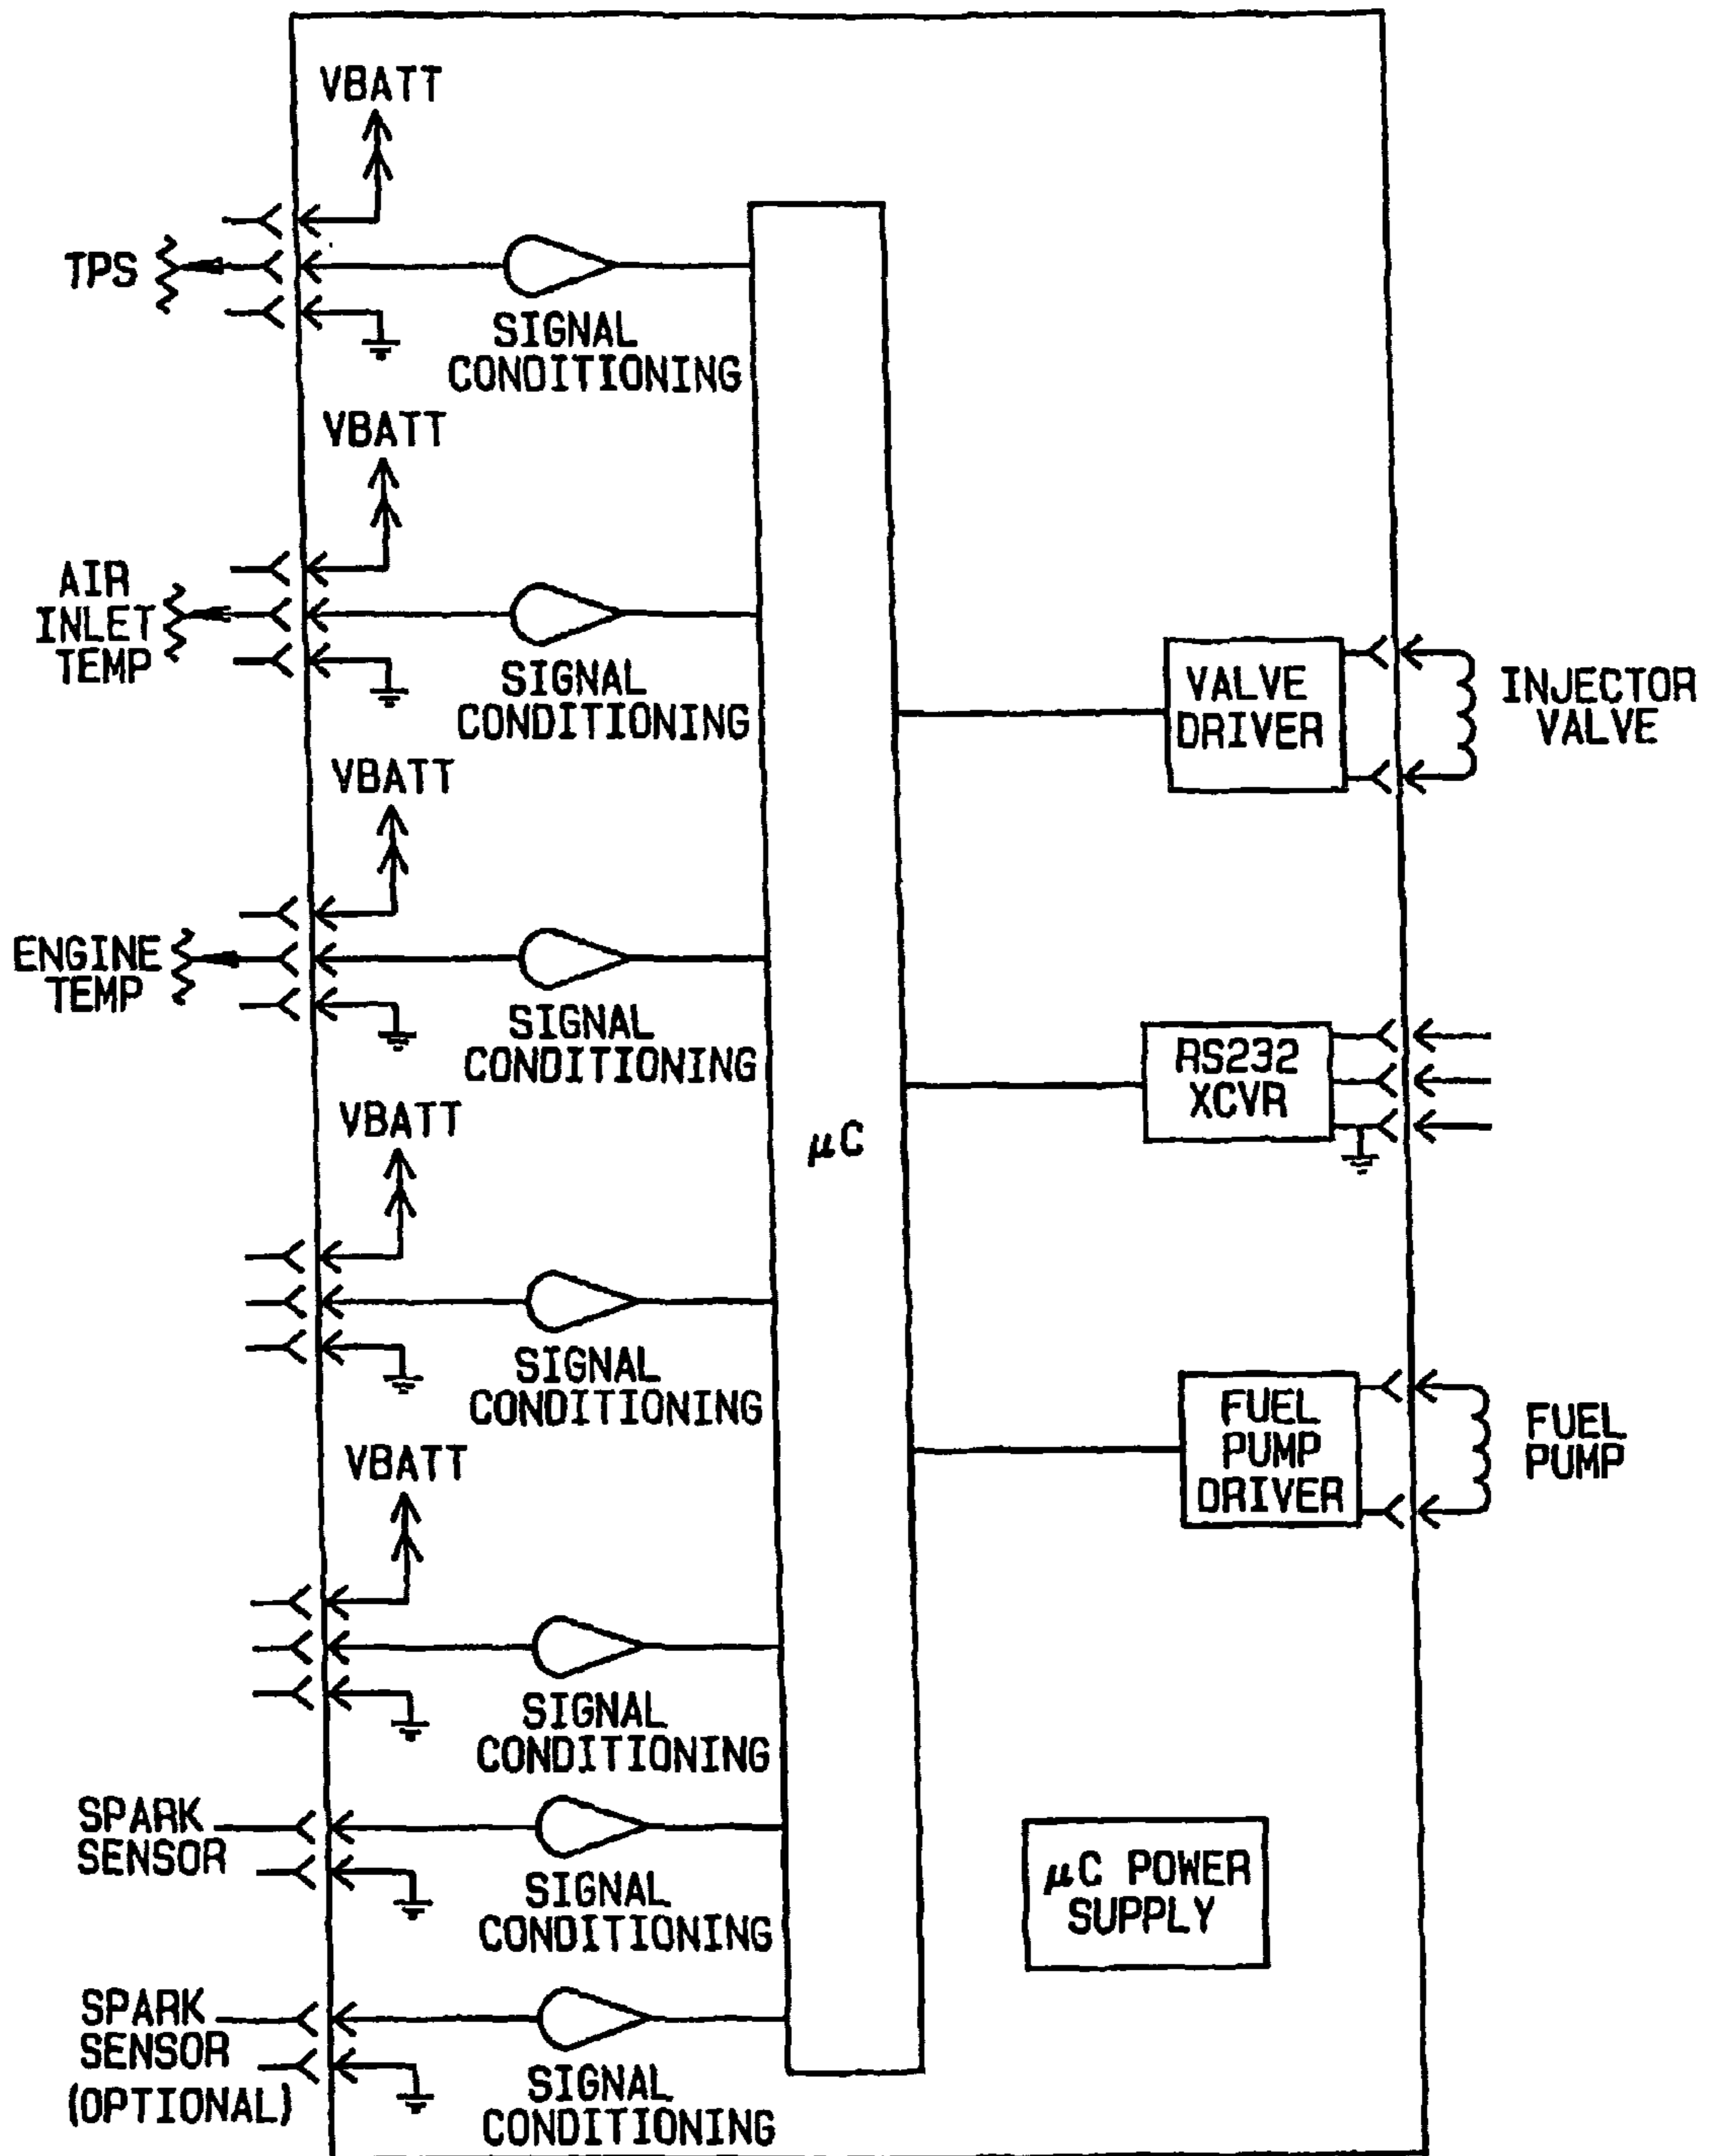 VBATT
TPS
SIGNAL
CONDITIONING
VBATT
AIR
INLET
TEMP
SIGNAL
CONDITIONING
VALVE
DRIVER
INJECTOR
VALVE
VBATT
ENGINE
TEMP
SIGNAL
CONDITIONING
RS232
XCVR
VBATT
μC
SIGNAL
CONDITIONING
FUEL
PUMP
DRIVER
FUEL
PUMP
VBATT
SIGNAL
CONDITIONING
SPARK
SENSOR
SIGNAL
CONDITIONING
μC POWER
SUPPLY
SPARK
SENSOR
(OPTIONAL)
SIGNAL
CONDITIONING